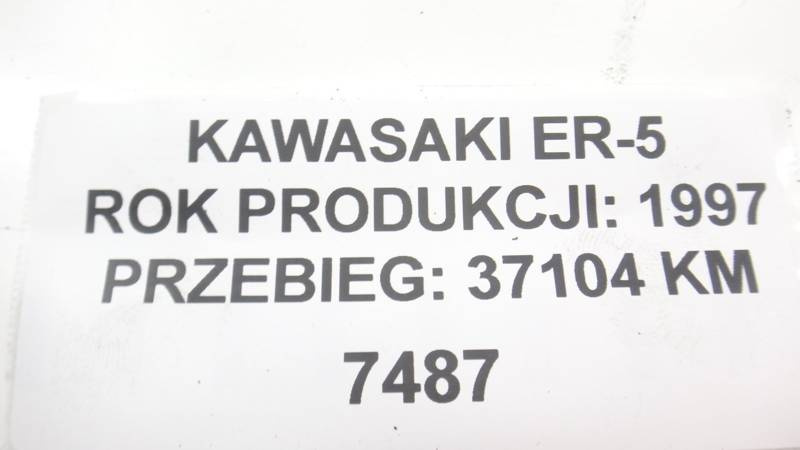 KAWASAKI ER-5
ROK PRODUKCJI: 1997
PRZEBIEG: 37104 KM
7487